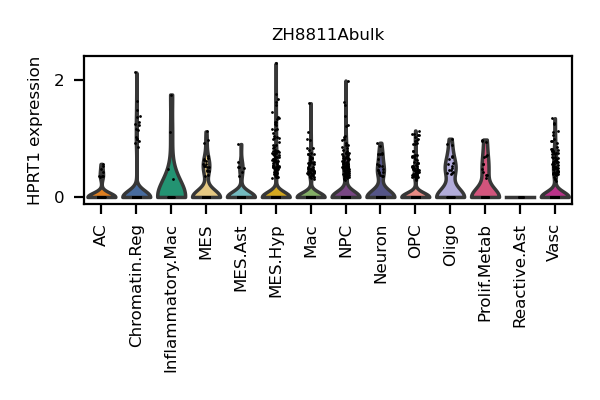 ZH8811Abulk
HPRT1 expression
2
0
AC
Chromatin.Reg
Inflammatory.Mac
MES
MES.Ast
MES.Hyp
Mac
NPC
Neuron
OPC
Oligo
Prolif.Metab
Reactive.Ast
Vasc